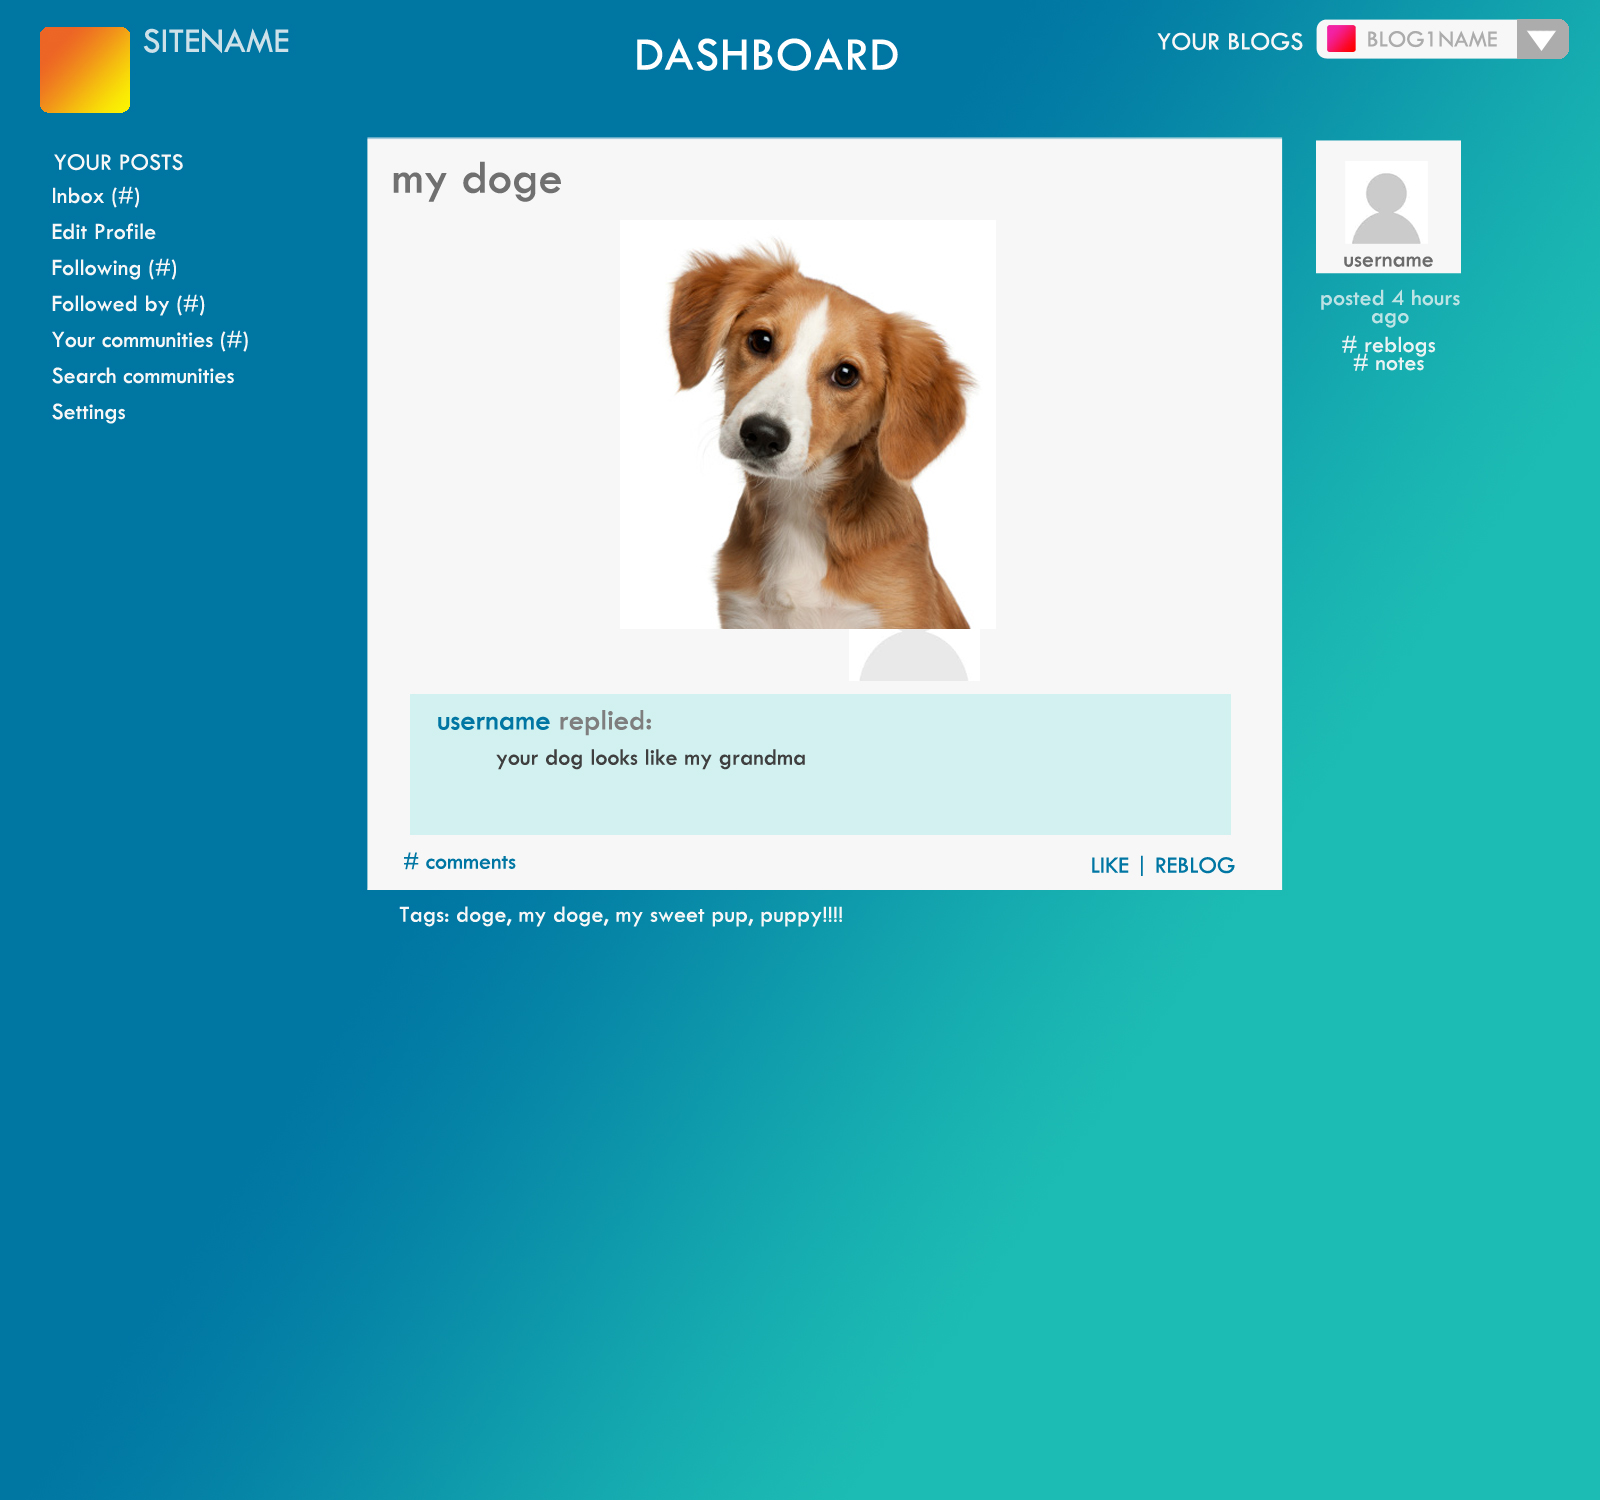 SITENAME
DASHBOARD
YOUR BLOGS
BLOG1NAME
YOUR POSTS
Inbox (#)
Edit Profile
Following (#)
Followed by (#)
Your communities (#)
Search communities
Settings
my doge
username replied:
your dog looks like my grandma
# comments
LIKE | REBLOG
Tags: doge, my doge, my sweet pup, puppy!!!!
username
posted 4 hours
ago
# reblogs
# notes